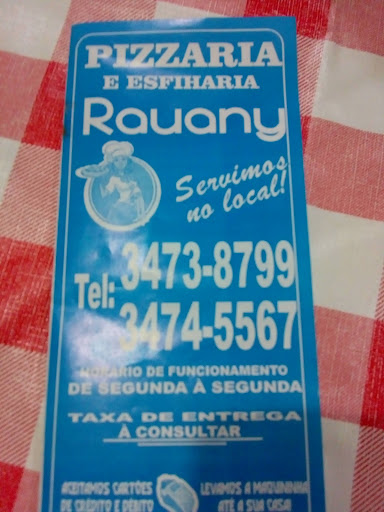 PIZZARIA
E ESFIHARIA
Rauany
Servimos
no local!
Tel: 3473-8799
3474-5567
HORÁRIO DE FUNCIONAMENTO
DE SEGUNDA À SEGUNDA
TAXA DE ENTREGA
À CONSULTAR
ACEITAMOS CARTÕES
DE CRÉDITO E DÉBITO
LEVAMOS A MAQUININHA
ATÉ A SUA CASA!